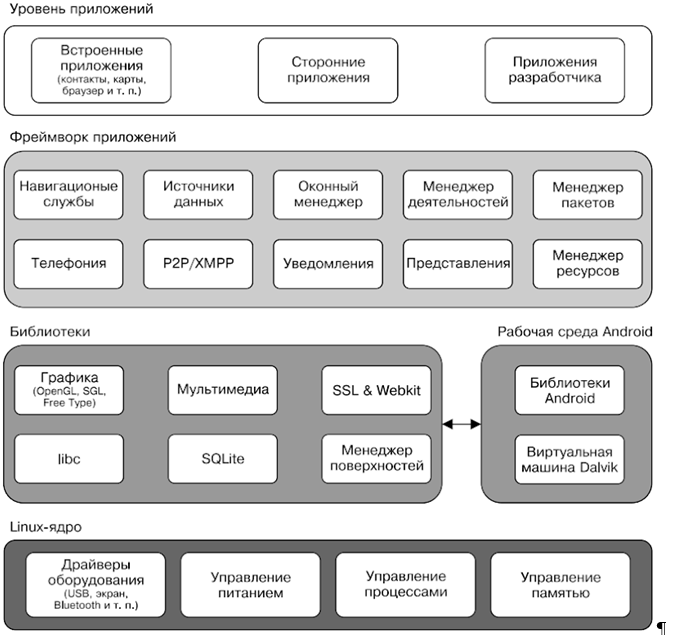 Уровень приложений
Встроенные
приложения
(контакты, карты,
браузер и т. п.)
Сторонние
приложения
Приложения
разработчика
Фреймворк приложений
Навигационые
службы
Источники
данных
Оконный
менеджер
Менеджер
деятельностей
Менеджер
пакетов
Телефония
P2P/XMPP
Уведомления
Представления
Менеджер
ресурсов
Библиотеки
Графика
(OpenGL, SGL,
Free Type)
Мультимедиа
SSL & Webkit
libc
SQLite
Менеджер
поверхностей
Рабочая среда Android
Библиотеки
Android
Виртуальная
машина Dalvik
Linux-ядро
Драйверы
оборудования
(USB, экран,
Bluetooth и т. п.)
Управление
питанием
Управление
процессами
Управление
памятью
¶